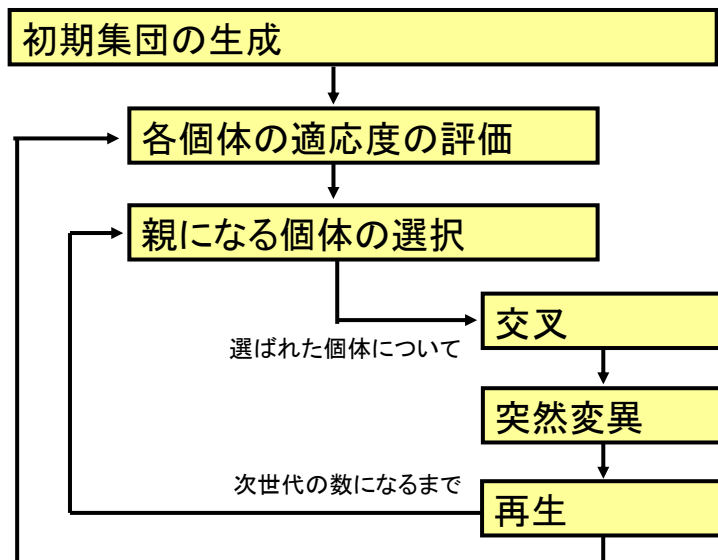 初期集団の生成
各個体の適応度の評価
親になる個体の選択
交叉
選ばれた個体について
突然変異
次世代の数になるまで
再生